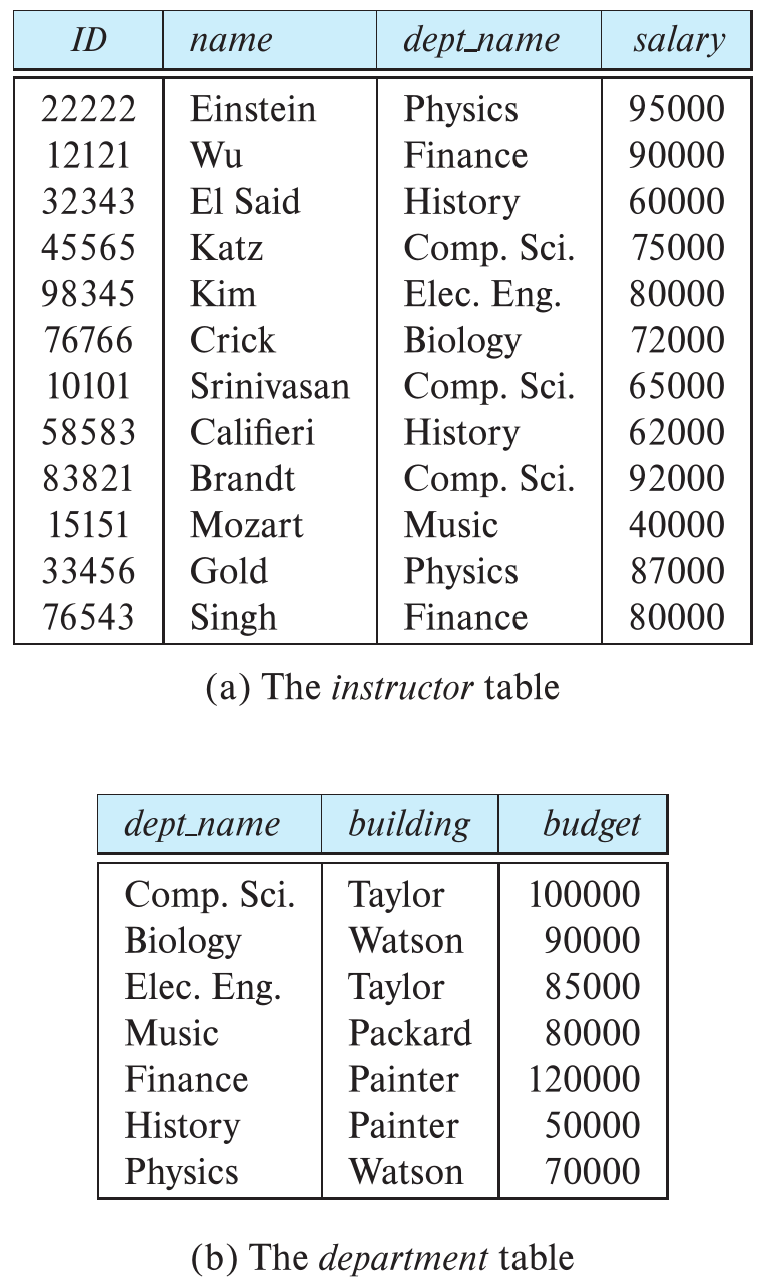 ID name dept_name salary
22222 Einstein Physics 95000
12121 Wu Finance 90000
32343 El Said History 60000
45565 Katz Comp. Sci. 75000
98345 Kim Elec. Eng. 80000
76766 Crick Biology 72000
10101 Srinivasan Comp. Sci. 65000
58583 Califieri History 62000
83821 Brandt Comp. Sci. 92000
15151 Mozart Music 40000
33456 Gold Physics 87000
76543 Singh Finance 80000
(a) The instructor table
dept_name building budget
Comp. Sci. Taylor 100000
Biology Watson 90000
Elec. Eng. Taylor 85000
Music Packard 80000
Finance Painter 120000
History Painter 50000
Physics Watson 70000
(b) The department table